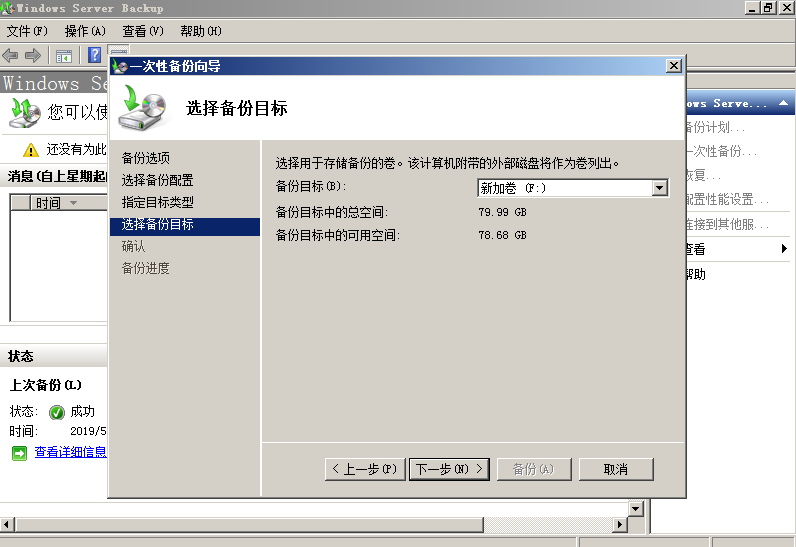 Windows Server Backup
文件(F) 操作(A) 查看(V) 帮助(H)
Windows Se
您可以使
还没有为此
消息(自上星期起
时间
状态
上次备份(L)
状态: 成功
时间: 2019/5
查看详细信息
一次性备份向导
选择备份目标
备份选项
选择备份配置
指定目标类型
选择备份目标
确认
备份进度
选择用于存储备份的卷。该计算机附带的外部磁盘将作为卷列出。
备份目标(B): 新加卷 (F:)
备份目标中的总空间: 79.99 GB
备份目标中的可用空间: 78.68 GB
< 上一步(P) 下一步(N) > 备份(A) 取消
ows Serve...
备份计划...
一次性备份...
恢复...
配置性能设置...
连接到其他服...
查看
帮助